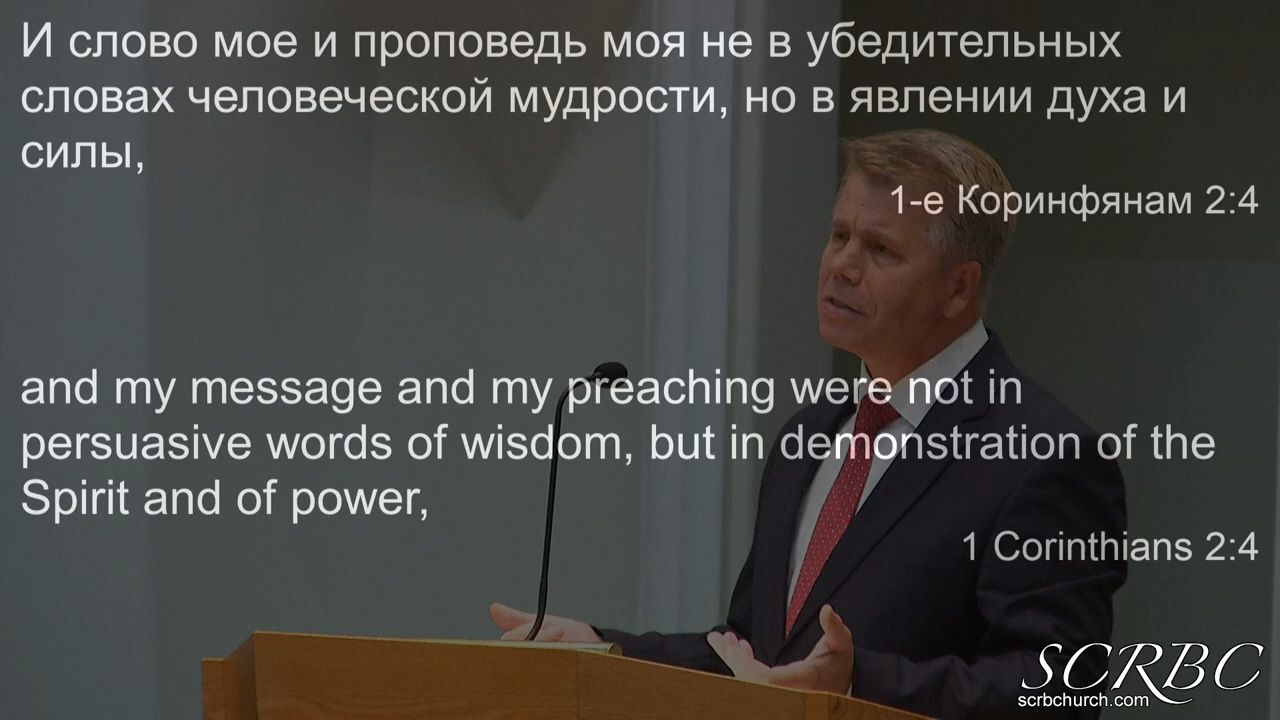 И слово мое и проповедь моя не в убедительных
словах человеческой мудрости, но в явлении духа и
силы,
1-е Коринфянам 2:4
and my message and my preaching were not in
persuasive words of wisdom, but in demonstration of the
Spirit and of power,
1 Corinthians 2:4
SCRBC
scrbchurch.com